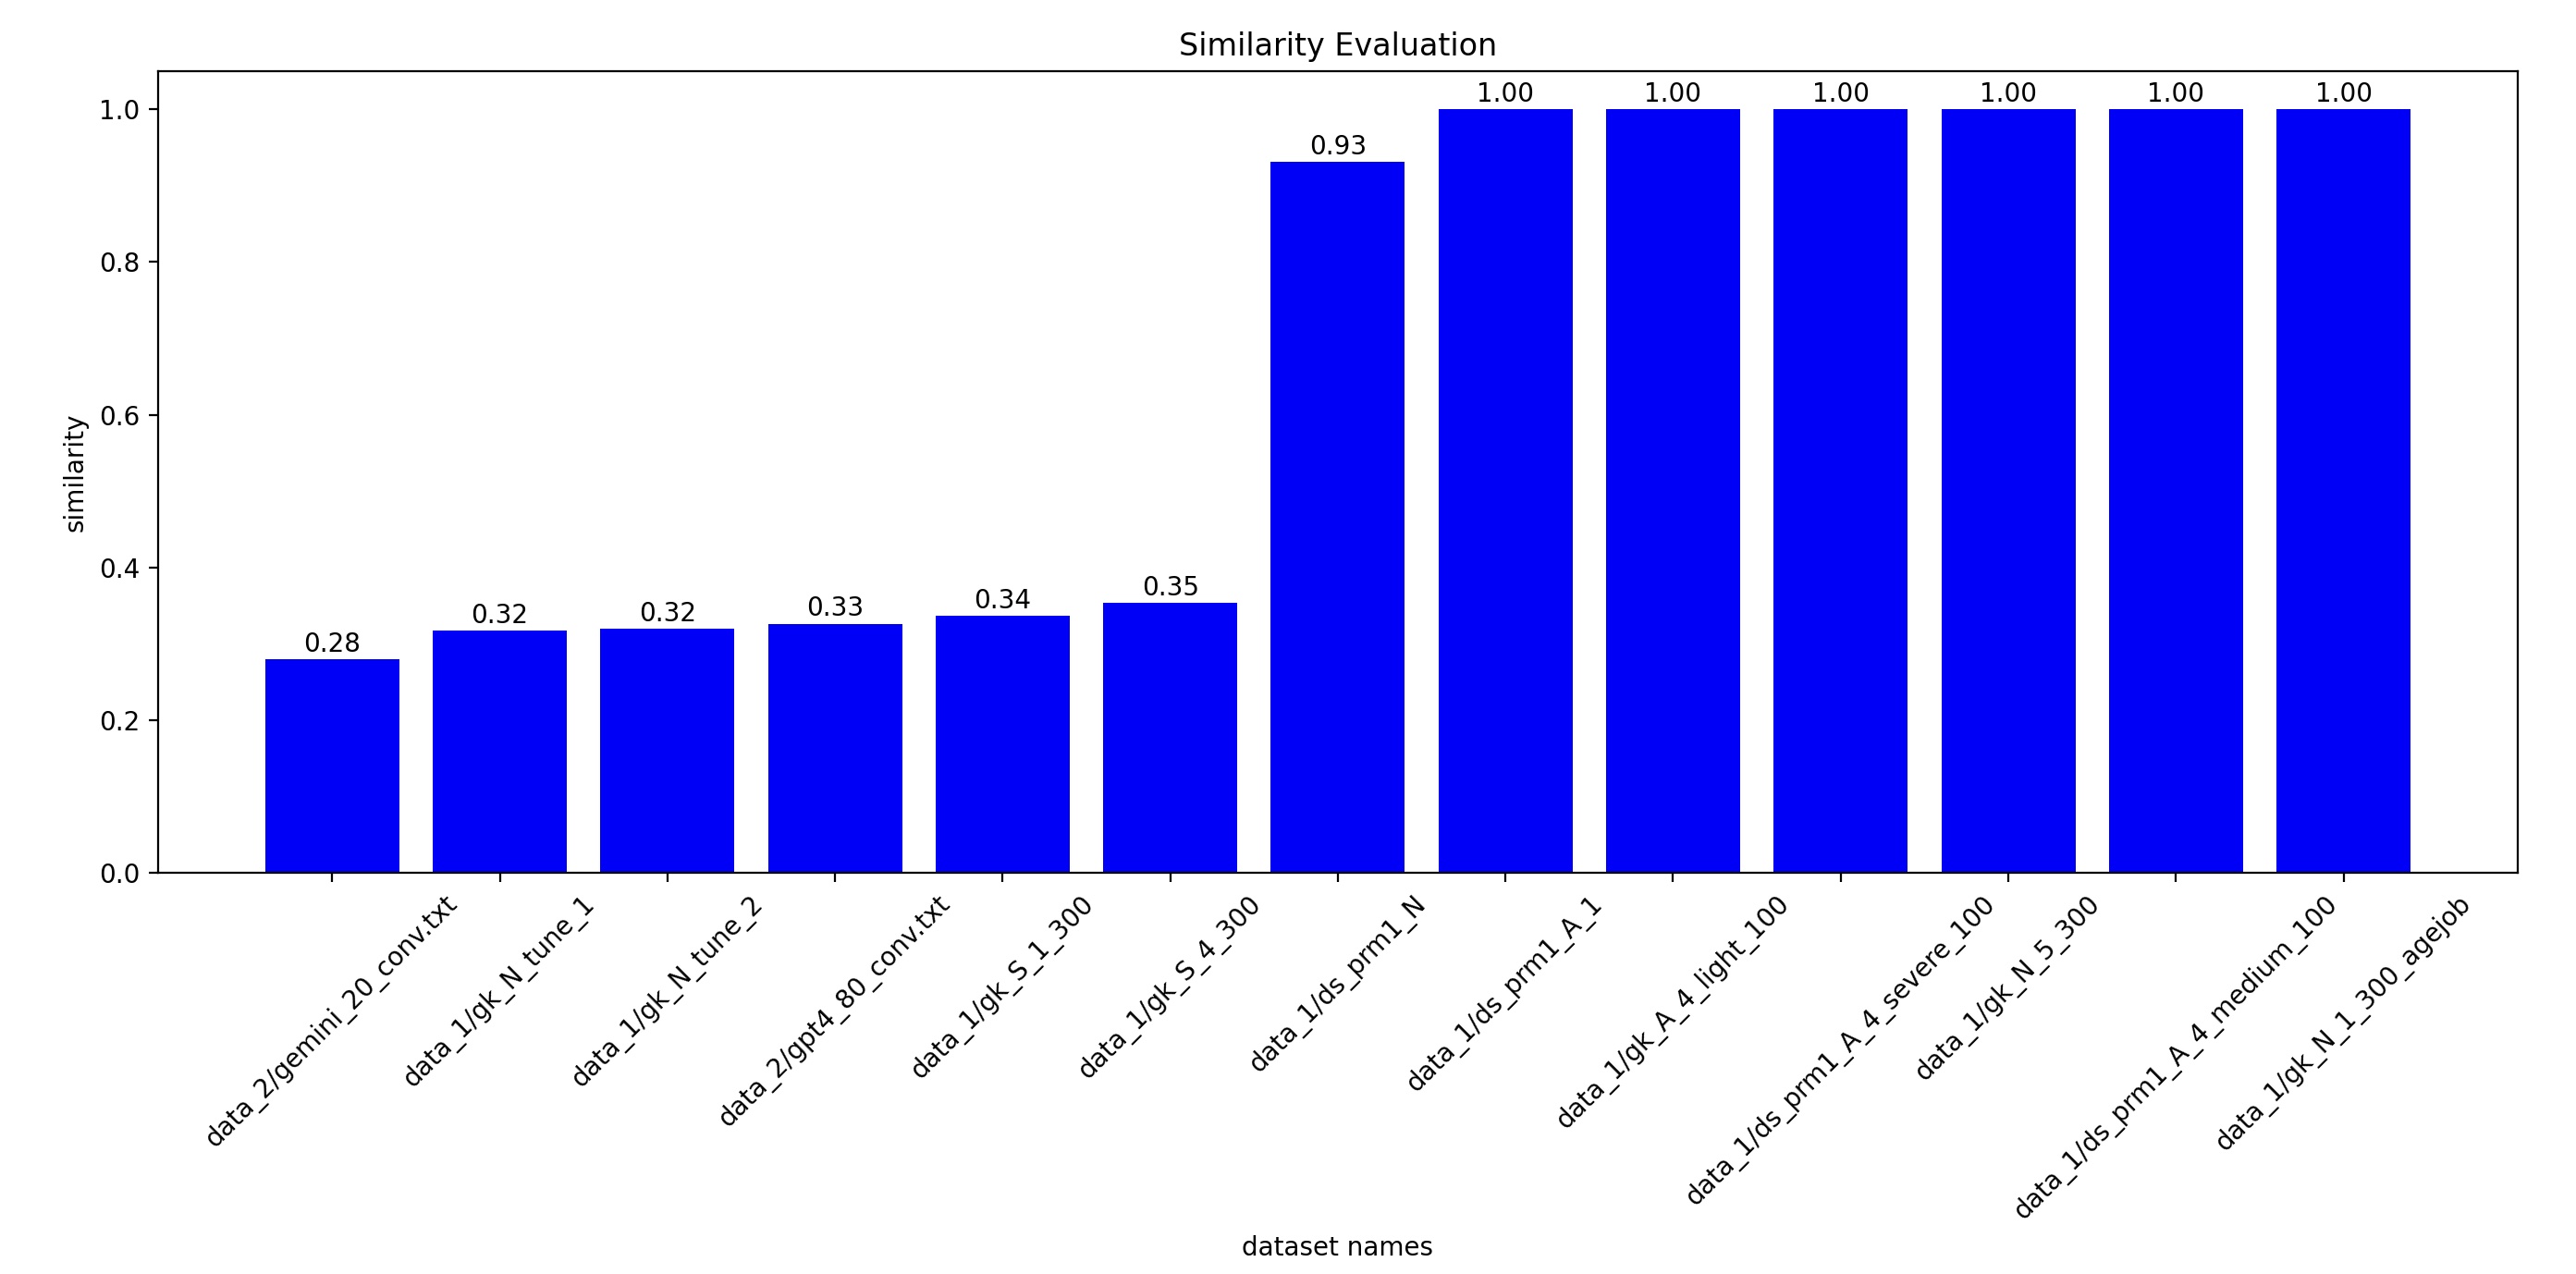 Similarity Evaluation
1.0
0.8
0.6
0.4
0.2
0.0
similarity
0.28
0.32
0.32
0.33
0.34
0.35
0.93
1.00
1.00
1.00
1.00
1.00
1.00
data_2/gemini_20_conv.txt
data_1/gk_N_tune_1
data_1/gk_N_tune_2
data_2/gpt4_80_conv.txt
data_1/gk_S_1_300
data_1/gk_S_4_300
data_1/ds_prm1_N
data_1/ds_prm1_A_1
data_1/gk_A_4_light_100
data_1/ds_prm1_A_4_severe_100
data_1/gk_N_5_300
data_1/ds_prm1_A_4_medium_100
data_1/gk_N_1_300_agejob
dataset names